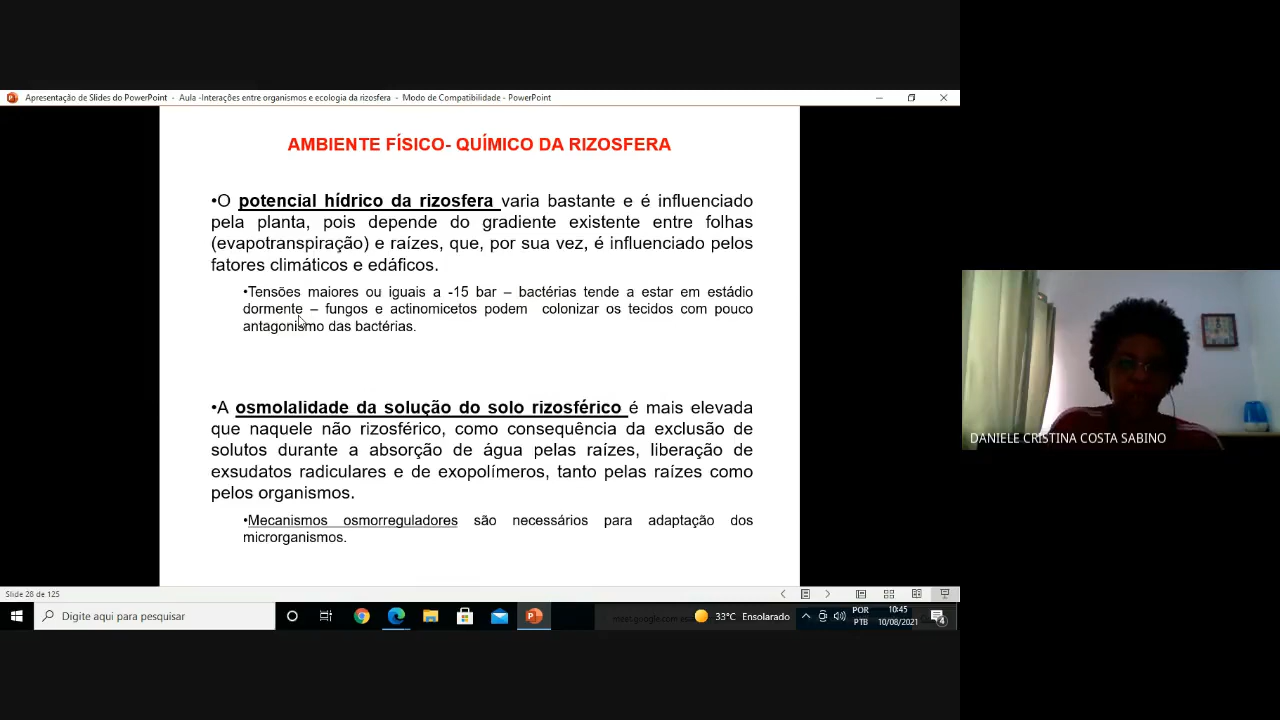 Apresentação de Slides do PowerPoint - Aula -Interações entre organismos e ecologia da rizosfera - Modo de Compatibilidade - PowerPoint
AMBIENTE FÍSICO- QUÍMICO DA RIZOSFERA
•O potencial hídrico da rizosfera varia bastante e é influenciado
pela planta, pois depende do gradiente existente entre folhas
(evapotranspiração) e raízes, que, por sua vez, é influenciado pelos
fatores climáticos e edáficos.
•Tensões maiores ou iguais a -15 bar – bactérias tende a estar em estádio
dormente – fungos e actinomicetos podem colonizar os tecidos com pouco
antagonismo das bactérias.
•A osmolalidade da solução do solo rizosférico é mais elevada
que naquele não rizosférico, como consequência da exclusão de
solutos durante a absorção de água pelas raízes, liberação de
exsudatos radiculares e de exopolímeros, tanto pelas raízes como
pelos organismos.
•Mecanismos osmorreguladores são necessários para adaptação dos
microrganismos.
DANIELE CRISTINA COSTA SABINO
Slide 28 de 125
Digite aqui para pesquisar
33°C Ensolarado
POR
PTB
10:45
10/08/2021
4